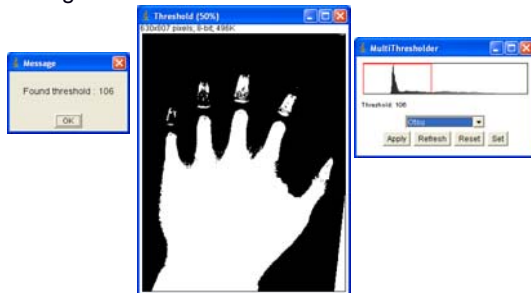 Message
Found threshold : 106
OK
Threshold (50%)
630x807 pixels; 8-bit; 496K
MultiThresholder
Threshold: 106
Otsu
Apply
Refresh
Reset
Set